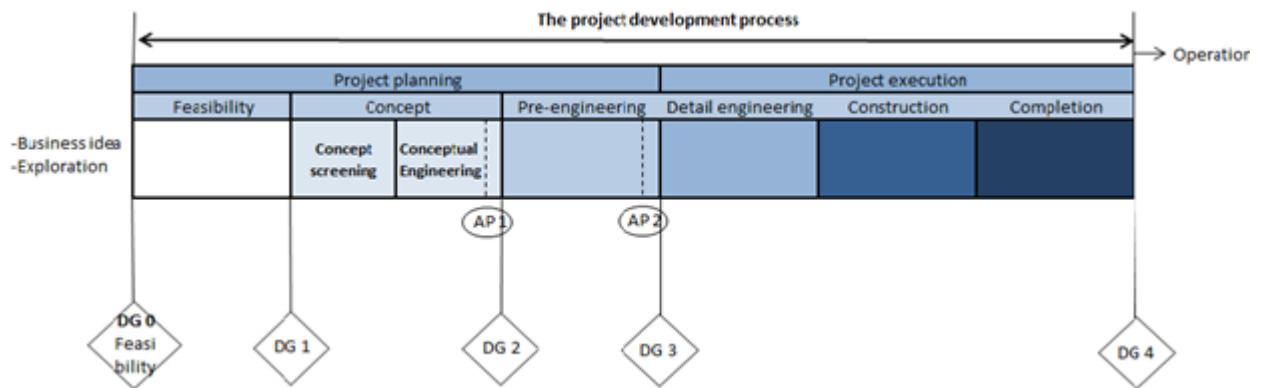 The project development process
Operation
Project planning
Project execution
Feasibility
Concept
Pre-engineering
Detail engineering
Construction
Completion
-Business idea
-Exploration
Concept
screening
Conceptual
Engineering
AP 1
AP 2
DG 0
Feasi
bility
DG 1
DG 2
DG 3
DG 4